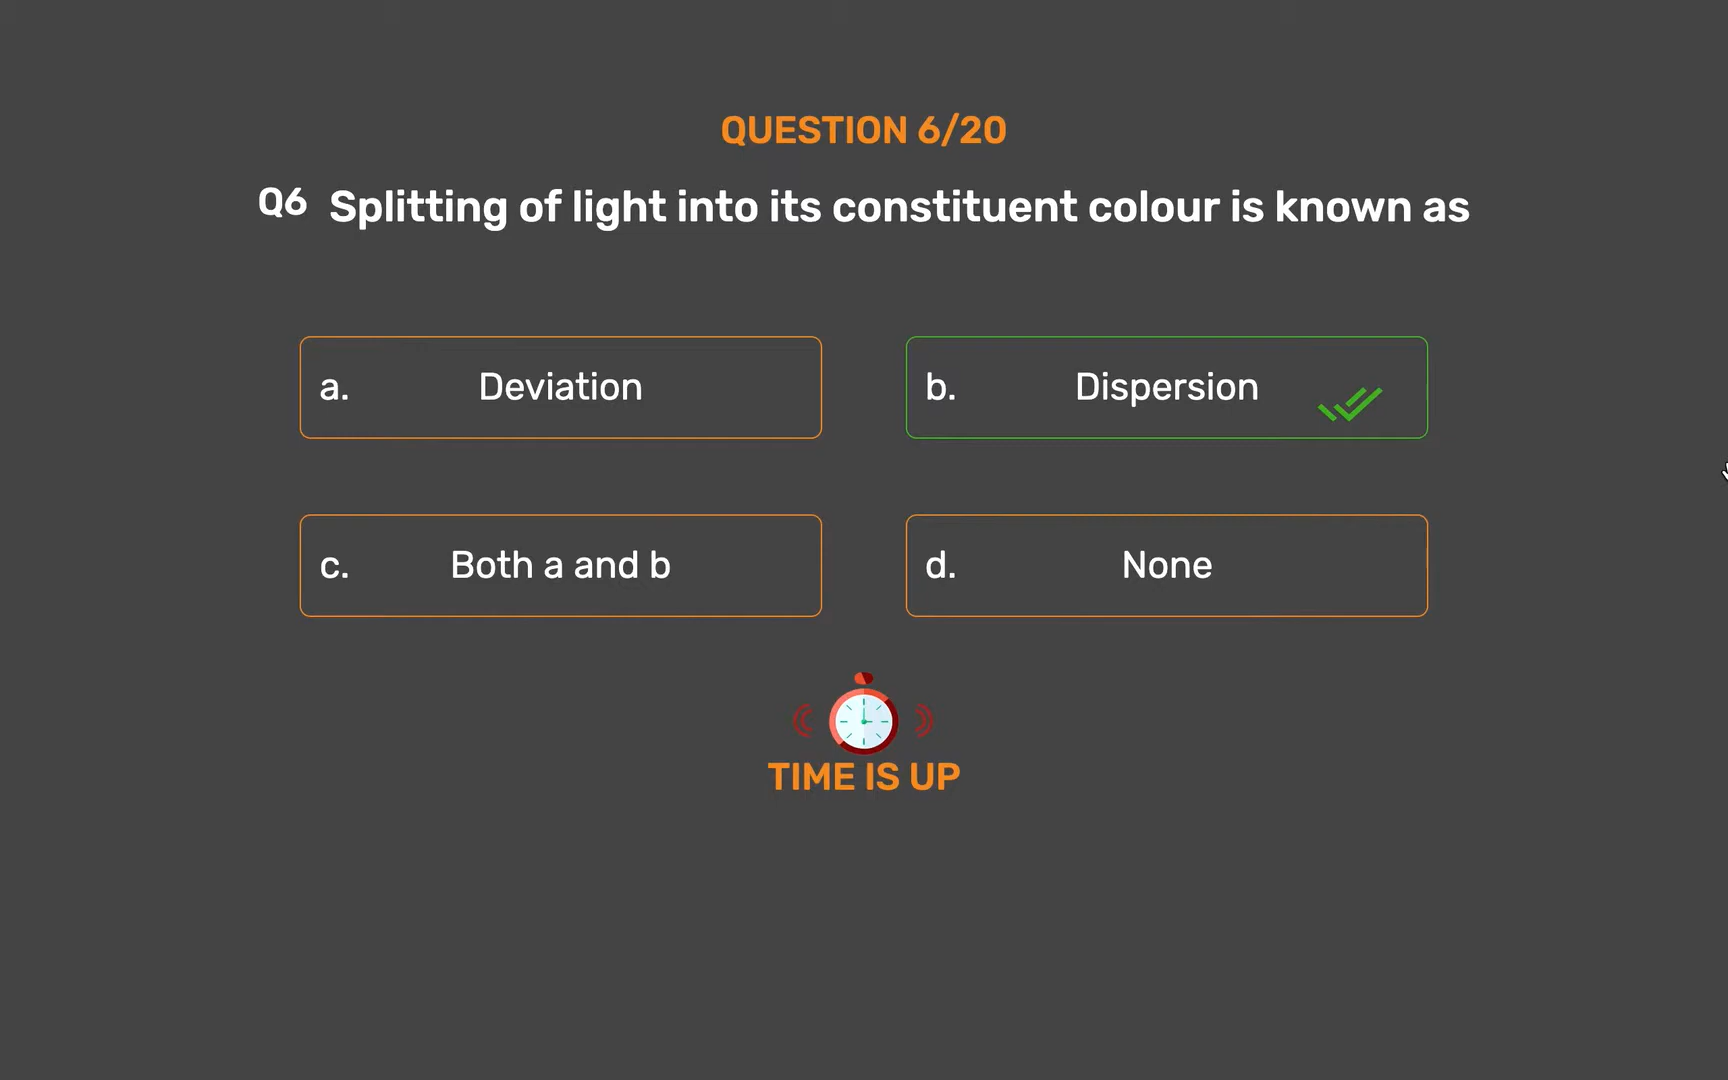 QUESTION 6/20
Q6 Splitting of light into its constituent colour is known as
a. Deviation
b. Dispersion
c. Both a and b
d. None
TIME IS UP